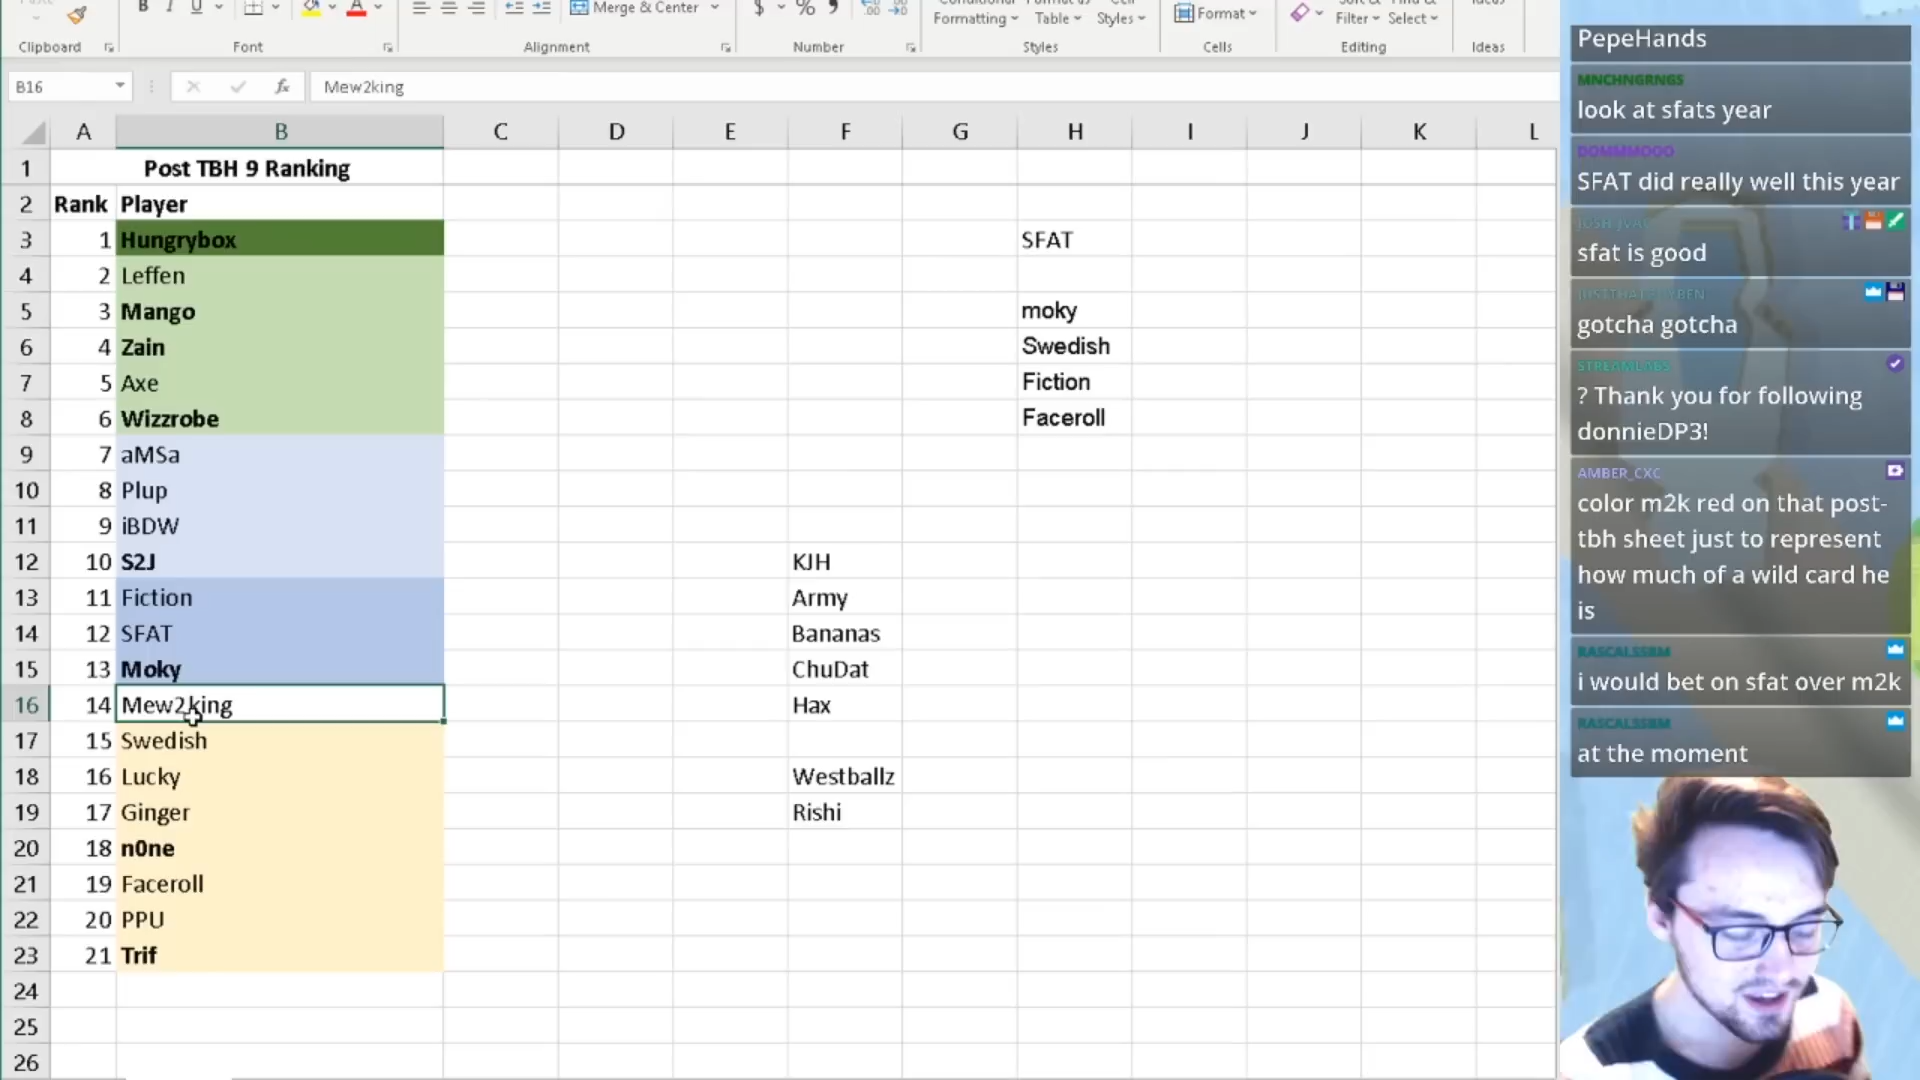 B I U
Merge & Center
$ % ,
Formatting Table Styles
Format
Filter Select
Clipboard Font Alignment Number Styles Cells Editing Ideas
B16 fx Mew2king
A B C D E F G H I J K L
1 Post TBH 9 Ranking
2 Rank Player
3 1 Hungrybox SFAT
4 2 Leffen
5 3 Mango moky
6 4 Zain Swedish
7 5 Axe Fiction
8 6 Wizzrobe Faceroll
9 7 aMSa
10 8 Plup
11 9 iBDW
12 10 S2J KJH
13 11 Fiction Army
14 12 SFAT Bananas
15 13 Moky ChuDat
16 14 Mew2king Hax
17 15 Swedish
18 16 Lucky Westballz
19 17 Ginger Rishi
20 18 n0ne
21 19 Faceroll
22 20 PPU
23 21 Trif
24
25
26
PepeHands
MNCHNGRNGS
look at sfats year
DOMMMOOO
SFAT did really well this year
sfat is good
gotcha gotcha
STREAMLABS
? Thank you for following
donnieDP3!
AMBER_CXC
color m2k red on that post-
tbh sheet just to represent
how much of a wild card he
is
RASCALSSBM
i would bet on sfat over m2k
RASCALSSBM
at the moment